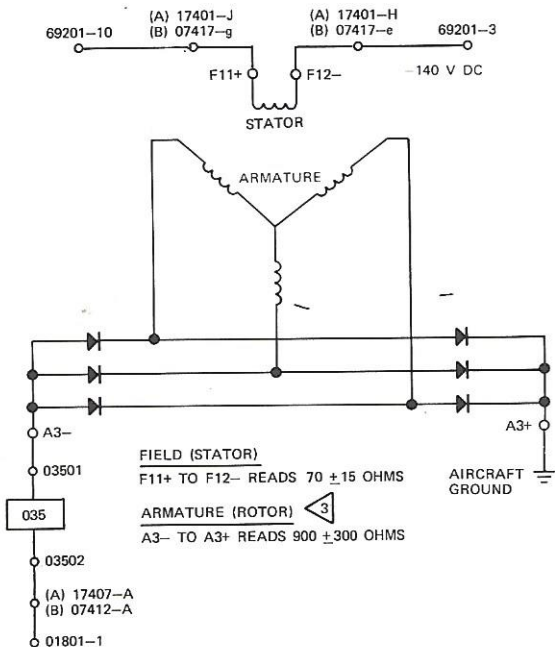 (A) 17401–J
(B) 07417–g
(A) 17401–H
(B) 07417–e
69201–10
69201–3
F11+
F12–
–140 V DC
STATOR
ARMATURE
A3–
A3+
03501
FIELD (STATOR)
F11+ TO F12– READS 70 ±15 OHMS
AIRCRAFT
GROUND
035
ARMATURE (ROTOR)
3
A3– TO A3+ READS 900 ±300 OHMS
03502
(A) 17407–A
(B) 07412–A
01801–1